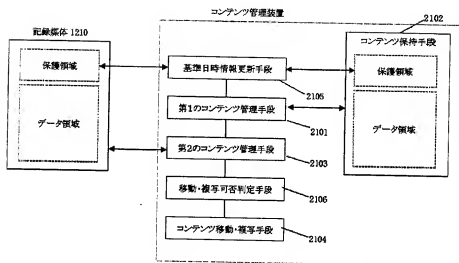 コンテンツ管理装置
2102
記録媒体 1210
保護領域
データ領域
基準日時情報更新手段
2105
第1のコンテンツ管理手段
2101
第2のコンテンツ管理手段
2103
移動・複写可否判定手段
2106
コンテンツ移動・複写手段
2104
コンテンツ保持手段
保護領域
データ領域